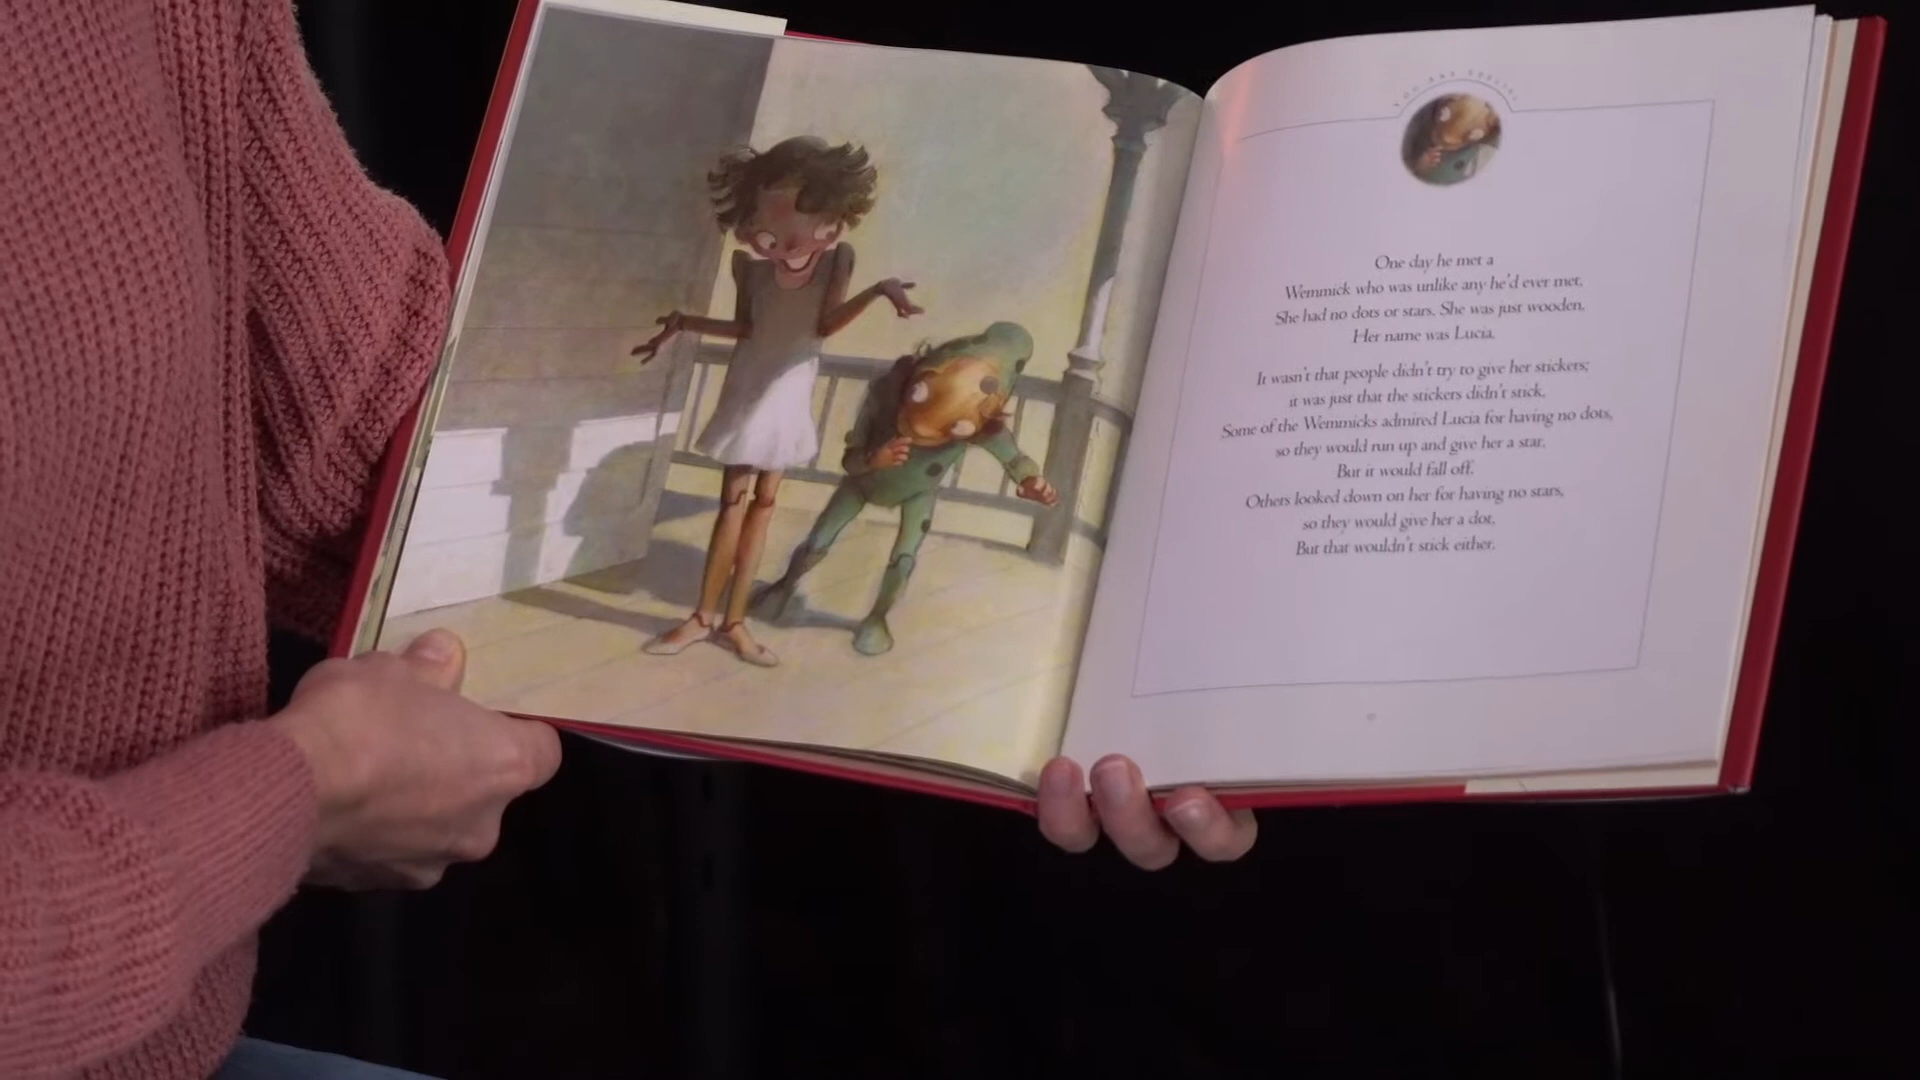 YOU ARE SPECIAL
One day he met a
Wemmick who was unlike any he'd ever met.
She had no dots or stars. She was just wooden.
Her name was Lucia.
It wasn't that people didn't try to give her stickers;
it was just that the stickers didn't stick.
Some of the Wemmicks admired Lucia for having no dots,
so they would run up and give her a star.
But it would fall off.
Others looked down on her for having no stars,
so they would give her a dot.
But that wouldn't stick either.